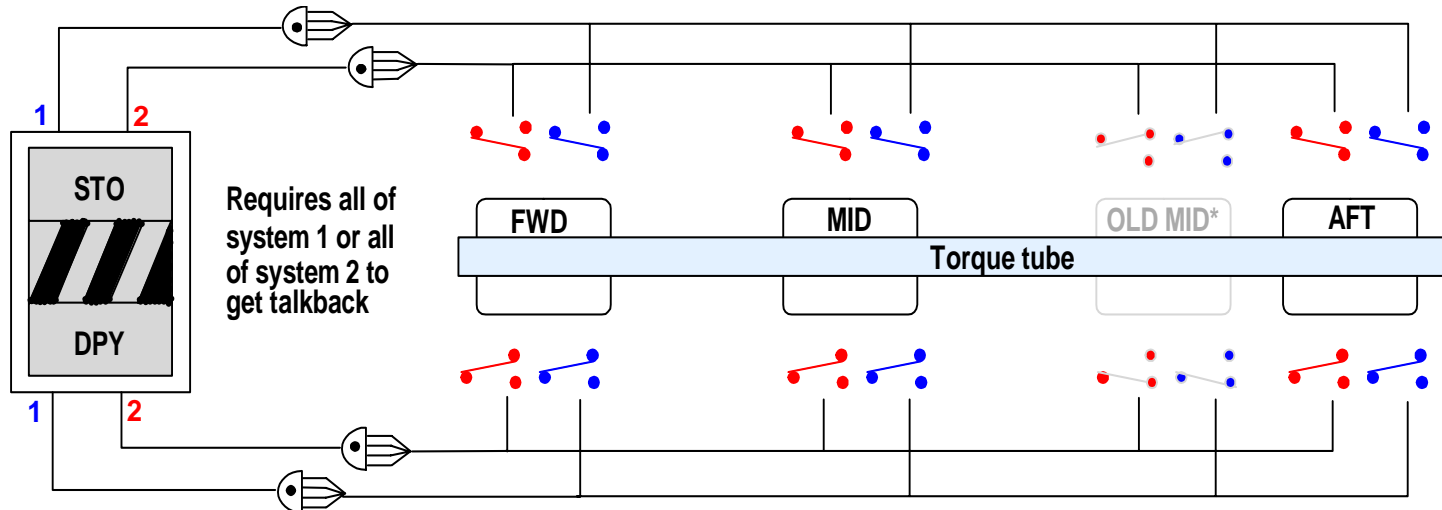 1
2
STO
DPY
1
2
Requires all of
system 1 or all
of system 2 to
get talkback
FWD
MID
OLD MID*
AFT
Torque tube